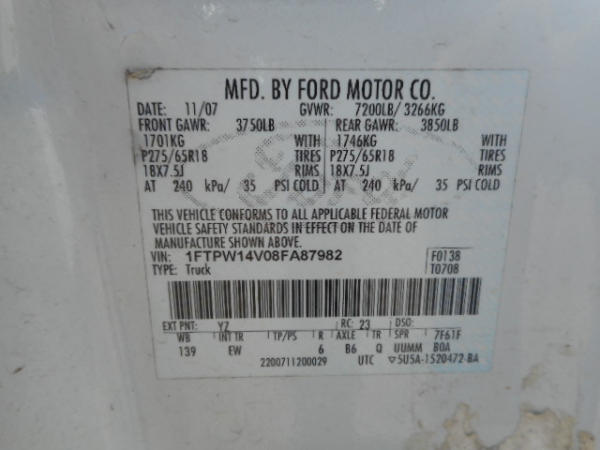 MFD. BY FORD MOTOR CO.
DATE: 11/07 GVWR: 7200LB/ 3266KG
FRONT GAWR: 3750LB REAR GAWR: 3850LB
1701KG WITH 1746KG WITH
P275/65R18 TIRES P275/65R18 TIRES
18X7.5J RIMS 18X7.5J RIMS
AT 240 kPa/ 35 PSI COLD AT 240 kPa/ 35 PSI COLD
THIS VEHICLE CONFORMS TO ALL APPLICABLE FEDERAL MOTOR
VEHICLE SAFETY STANDARDS IN EFFECT ON THE DATE OF
MANUFACTURE SHOWN ABOVE.
VIN: 1FTPW14V08FA87982 F0138
TYPE: Truck T0708
EXT PNT: YZ RC: 23 DSO:
WB INT TR TP/PS R AXLE TR SPR 7F61F
139 EW 6 B6 Q UUMM BOA
2200711200029 UTC ▽5U5A-1520472-BA